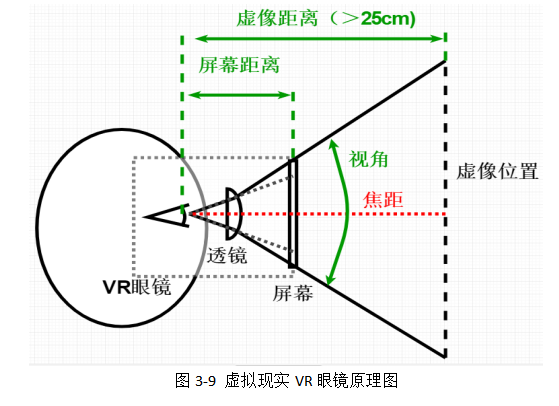 虚像距离（＞25cm)
屏幕距离
视角
虚像位置
焦距
透镜
VR眼镜
屏幕
图 3-9 虚拟现实 VR 眼镜原理图